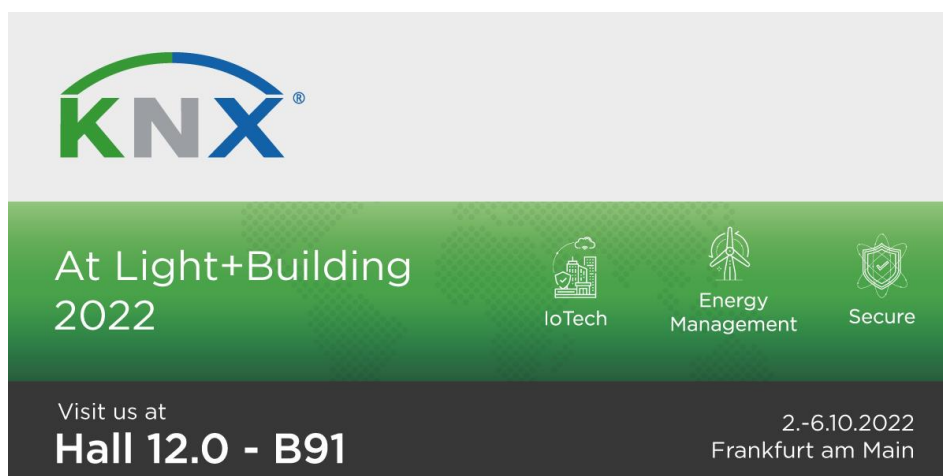 KNX®
At Light+Building
2022
IoTech
Energy
Management
Secure
Visit us at
Hall 12.0 - B91
2.-6.10.2022
Frankfurt am Main